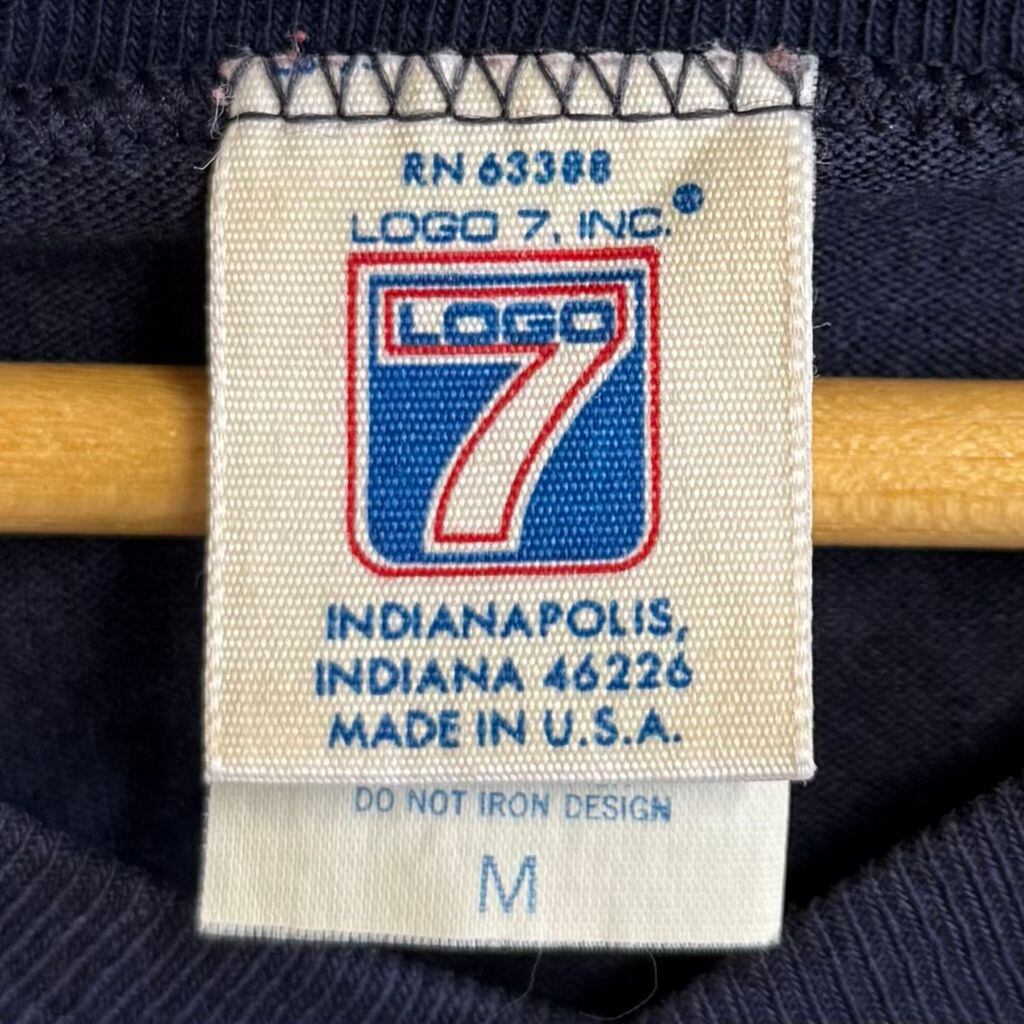 RN 63388
LOGO 7, INC.®
LOGO
7
INDIANAPOLIS,
INDIANA 46226
MADE IN U.S.A.
DO NOT IRON DESIGN
M